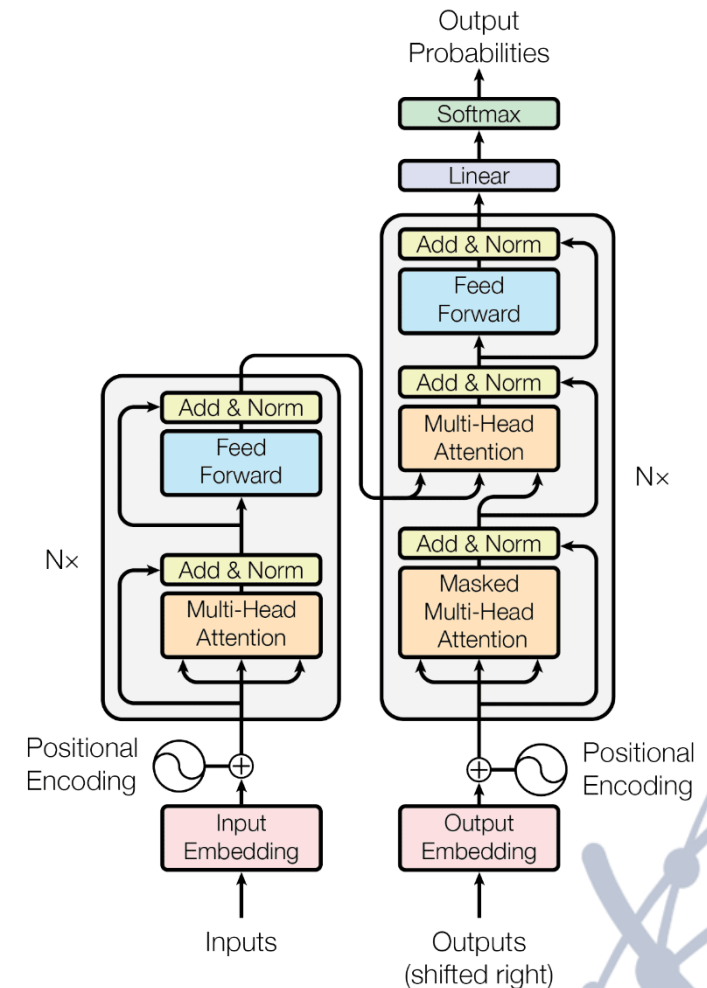 Output
Probabilities
Softmax
Linear
Add & Norm
Feed
Forward
Add & Norm
Multi-Head
Attention
Add & Norm
Masked
Multi-Head
Attention
Nx
Add & Norm
Feed
Forward
Add & Norm
Multi-Head
Attention
Nx
Positional
Encoding
Positional
Encoding
Input
Embedding
Output
Embedding
Inputs
Outputs
(shifted right)